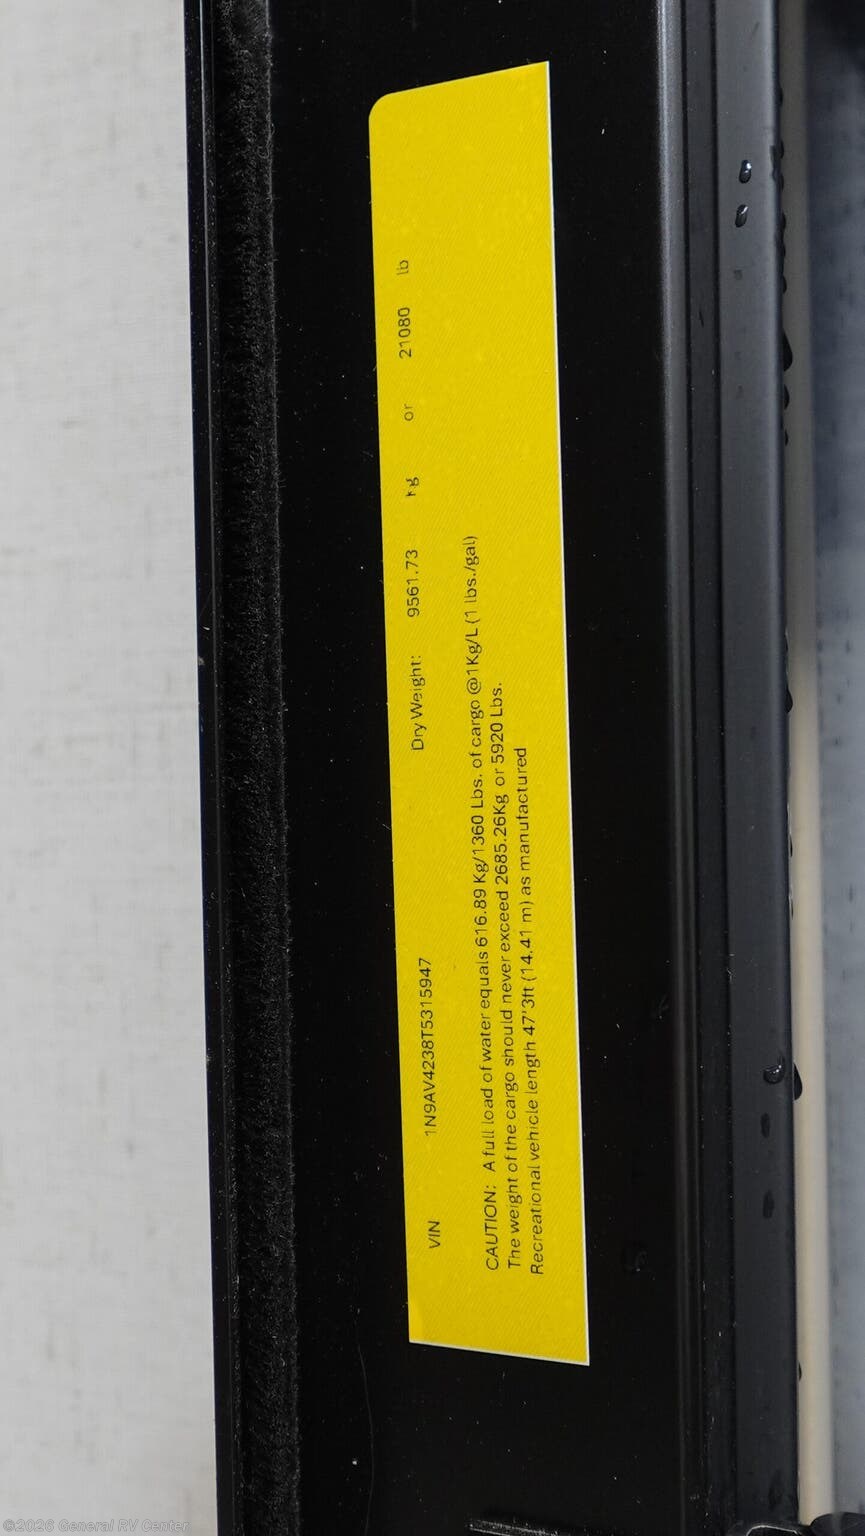 VIN 1N9AV4238T5315947 Dry Weight: 9561.73 kg or 21080 lb
CAUTION: A full load of water equals 616.89 Kg/1360 Lbs. of cargo @1Kg/L (1 lbs./gal)
The weight of the cargo should never exceed 2685.26Kg or 5920 Lbs.
Recreational vehicle length 47'3ft (14.41 m) as manufactured
©2026 General RV Center